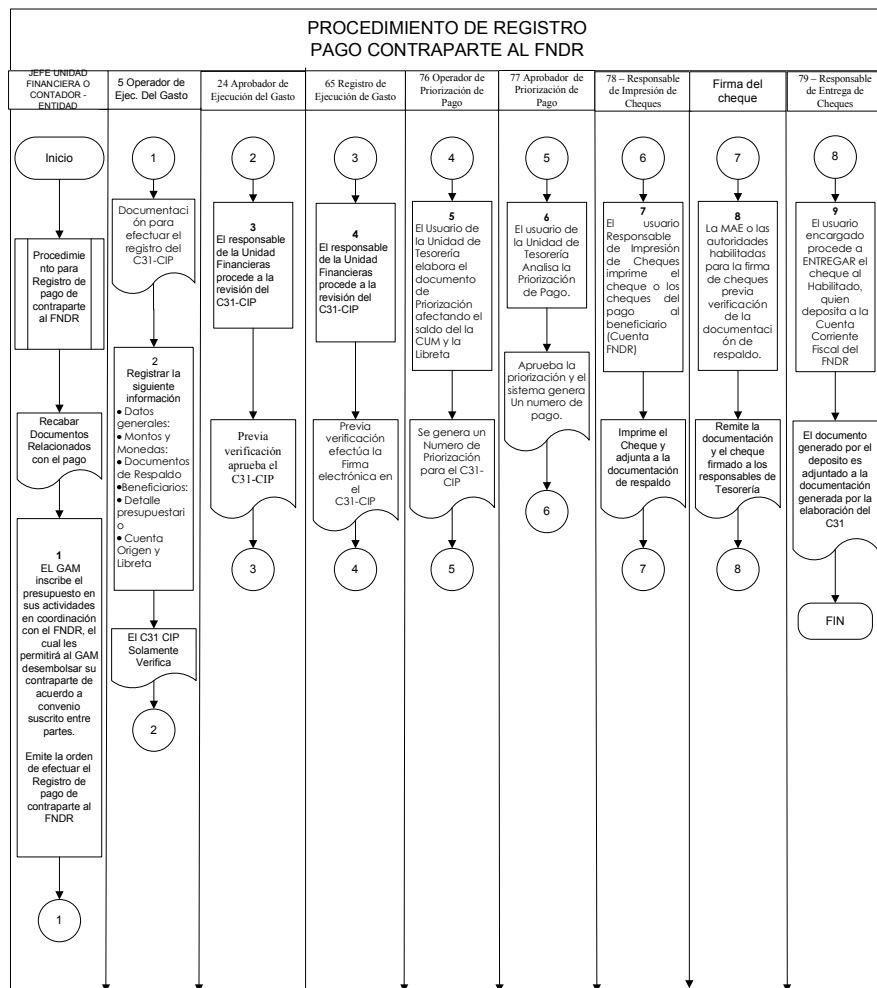 PROCEDIMIENTO DE REGISTRO
PAGO CONTRAPARTE AL FNDR
JEFE UNIDAD
FINANCIERA O
CONTADOR -
ENTIDAD
5 Operador de
Ejec. Del Gasto
24 Aprobador de
Ejecución del Gasto
65 Registro de
Ejecución de Gasto
76 Operador de
Priorización de
Pago
77 Aprobador de
Priorización de
Pago
78 – Responsable
de Impresión de
Cheques
Firma del
cheque
79 – Responsable
de Entrega de
Cheques
Inicio
Procedimie
nto para
Registro de
pago de
contraparte
al FNDR
Recabar
Documentos
Relacionados
con el pago
1
EL GAM
inscribe el
presupuesto en
sus actividades
en coordinación
con el FNDR, el
cual les
permitirá al GAM
desembolsar su
contraparte de
acuerdo a
convenio
suscrito entre
partes.
Emite la orden
de efectuar el
Registro de
pago de
contraparte al
FNDR
1
1
Documentaci
ón para
efectuar el
registro del
C31-CIP
2
Registrar la
siguiente
información
• Datos
generales:
• Montos y
Monedas:
• Documentos
de Respaldo
•Beneficiarios:
• Detalle
presupuestari
o
• Cuenta
Origen y
Libreta
El C31 CIP
Solamente
Verifica
2
2
3
El responsable
de la Unidad
Financieras
procede a la
revisión del
C31-CIP
Previa
verificación
aprueba el
C31-CIP
3
3
4
El responsable
de la Unidad
Financieras
procede a la
revisión del
C31-CIP
Previa
verificación
efectúa la
Firma
electrónica en
el
C31-CIP
4
4
5
El Usuario de
la Unidad de
Tesorería
elabora el
documento
de
Priorización
afectando el
saldo del la
CUM y la
Libreta
Se genera un
Numero de
Priorización
para el C31-
CIP
5
5
6
El usuario de
la Unidad de
Tesorería
Analisa la
Priorización
de Pago.
Aprueba la
priorización y el
sistema genera
Un numero de
pago.
6
6
7
El usuario
Responsable
de Impresión
de Cheques
imprime el
cheque o los
cheques del
pago al
beneficiario
(Cuenta
FNDR)
Imprime el
Cheque y
adjunta a la
documentación
de respaldo
7
7
8
La MAE o las
autoridades
habilitadas
para la firma
de cheques
previa
verificación
de la
documentaci
ón de
respaldo.
Remite la
documentación
y el cheque
firmado a los
responsables de
Tesorería
8
8
9
El usuario
encargado
procede a
ENTREGAR el
cheque al
Habilitado,
quien
deposita a la
Cuenta
Corriente
Fiscal del
FNDR
El documento
generado por el
deposito es
adjuntado a la
documentación
generada por la
elaboración del
C31
FIN